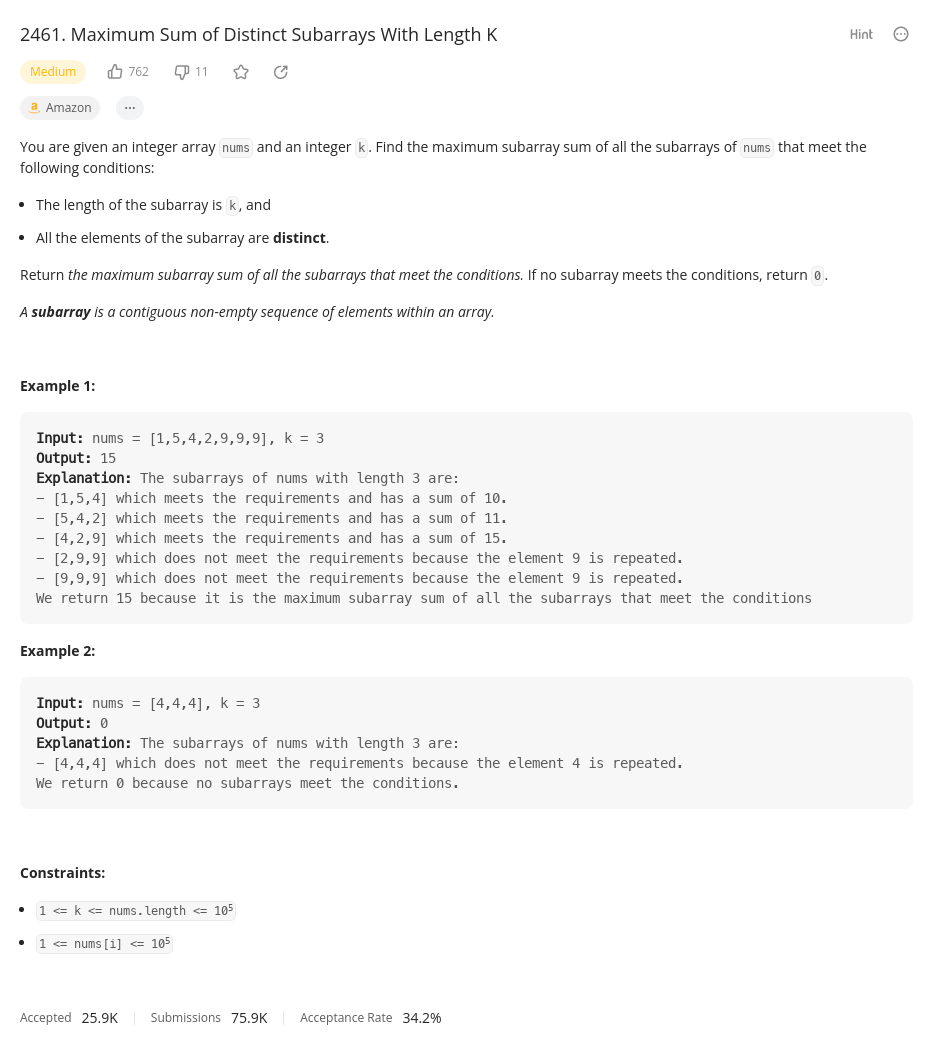 2461. Maximum Sum of Distinct Subarrays With Length K
Hint
Medium 762 11
a Amazon ...
You are given an integer array nums and an integer k. Find the maximum subarray sum of all the subarrays of nums that meet the
following conditions:
• The length of the subarray is k, and
• All the elements of the subarray are distinct.
Return the maximum subarray sum of all the subarrays that meet the conditions. If no subarray meets the conditions, return 0.
A subarray is a contiguous non-empty sequence of elements within an array.
Example 1:
Input: nums = [1,5,4,2,9,9,9], k = 3
Output: 15
Explanation: The subarrays of nums with length 3 are:
- [1,5,4] which meets the requirements and has a sum of 10.
- [5,4,2] which meets the requirements and has a sum of 11.
- [4,2,9] which meets the requirements and has a sum of 15.
- [2,9,9] which does not meet the requirements because the element 9 is repeated.
- [9,9,9] which does not meet the requirements because the element 9 is repeated.
We return 15 because it is the maximum subarray sum of all the subarrays that meet the conditions
Example 2:
Input: nums = [4,4,4], k = 3
Output: 0
Explanation: The subarrays of nums with length 3 are:
- [4,4,4] which does not meet the requirements because the element 4 is repeated.
We return 0 because no subarrays meet the conditions.
Constraints:
• 1 <= k <= nums.length <= 10⁵
• 1 <= nums[i] <= 10⁵
Accepted 25.9K Submissions 75.9K Acceptance Rate 34.2%